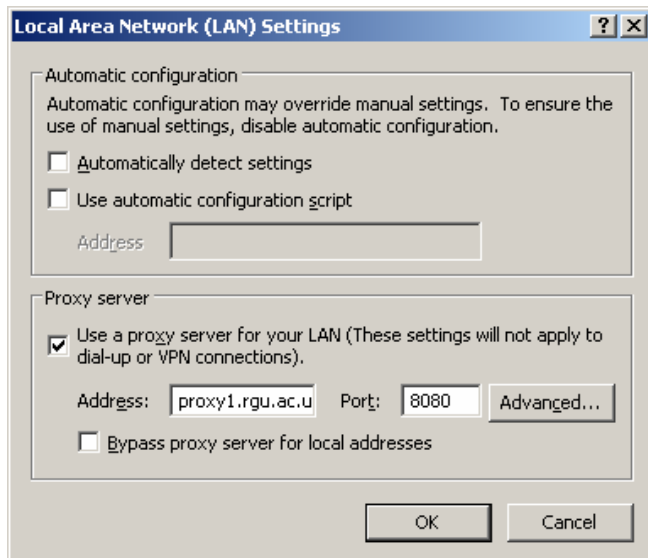 Local Area Network (LAN) Settings
Automatic configuration
Automatic configuration may override manual settings. To ensure the
use of manual settings, disable automatic configuration.
Automatically detect settings
Use automatic configuration script
Address
Proxy server
Use a proxy server for your LAN (These settings will not apply to
dial-up or VPN connections).
Address: proxy1.rgu.ac.u Port: 8080 Advanced...
Bypass proxy server for local addresses
OK Cancel